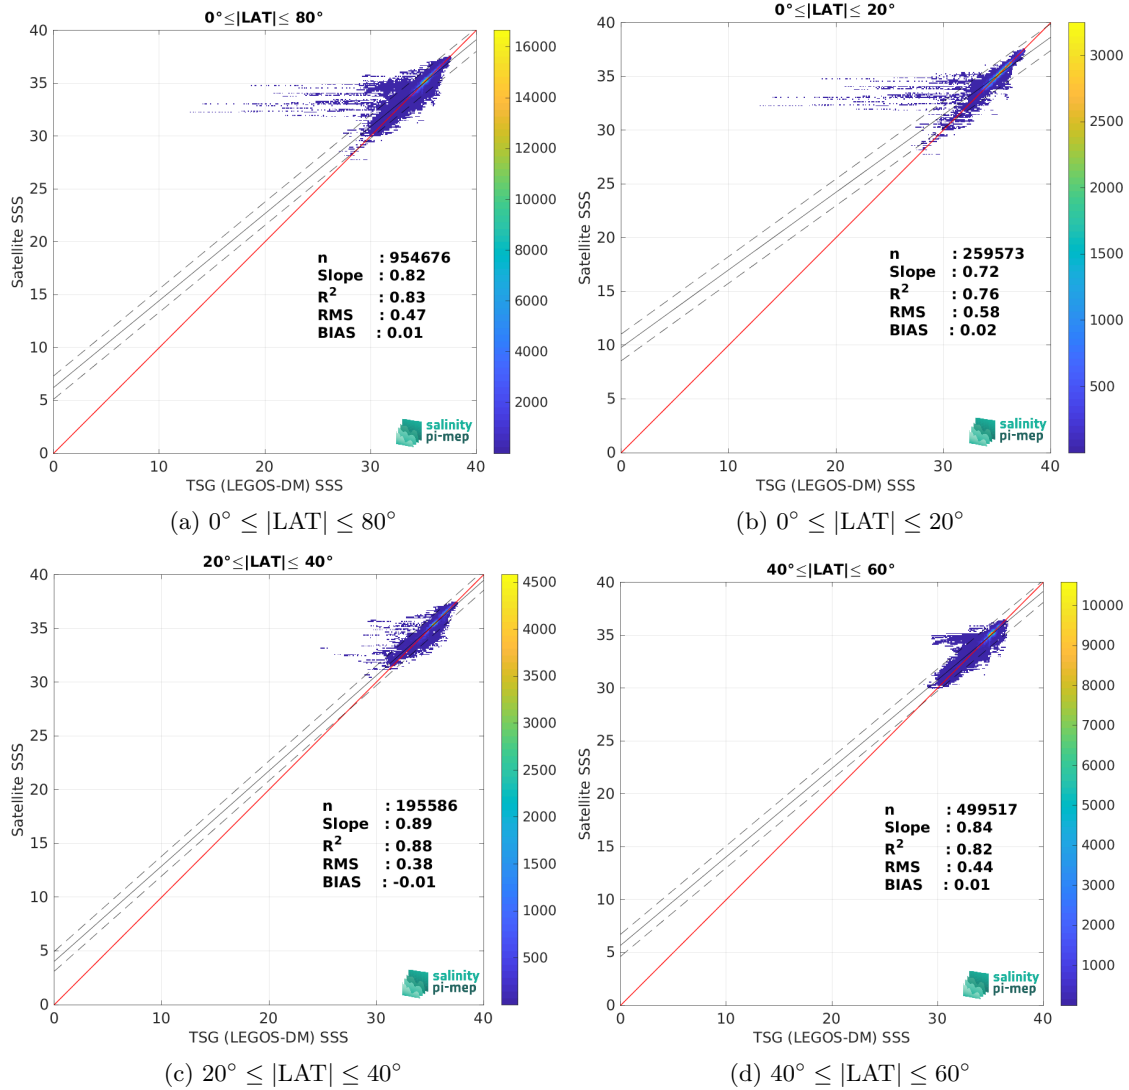 0°≤|LAT|≤ 80°
40
35
30
25
20
15
10
5
0
Satellite SSS
n : 954676
Slope : 0.82
R² : 0.83
RMS : 0.47
BIAS : 0.01
salinity
pi-mep
0 10 20 30 40
TSG (LEGOS-DM) SSS
16000
14000
12000
10000
8000
6000
4000
2000
(a) 0° ≤ |LAT| ≤ 80°
0°≤|LAT|≤ 20°
40
35
30
25
20
15
10
5
0
Satellite SSS
n : 259573
Slope : 0.72
R² : 0.76
RMS : 0.58
BIAS : 0.02
salinity
pi-mep
0 10 20 30 40
TSG (LEGOS-DM) SSS
3000
2500
2000
1500
1000
500
(b) 0° ≤ |LAT| ≤ 20°
20°≤|LAT|≤ 40°
40
35
30
25
20
15
10
5
0
Satellite SSS
n : 195586
Slope : 0.89
R² : 0.88
RMS : 0.38
BIAS : -0.01
salinity
pi-mep
0 10 20 30 40
TSG (LEGOS-DM) SSS
4500
4000
3500
3000
2500
2000
1500
1000
500
(c) 20° ≤ |LAT| ≤ 40°
40°≤|LAT|≤ 60°
40
35
30
25
20
15
10
5
0
Satellite SSS
n : 499517
Slope : 0.84
R² : 0.82
RMS : 0.44
BIAS : 0.01
salinity
pi-mep
0 10 20 30 40
TSG (LEGOS-DM) SSS
10000
9000
8000
7000
6000
5000
4000
3000
2000
1000
(d) 40° ≤ |LAT| ≤ 60°